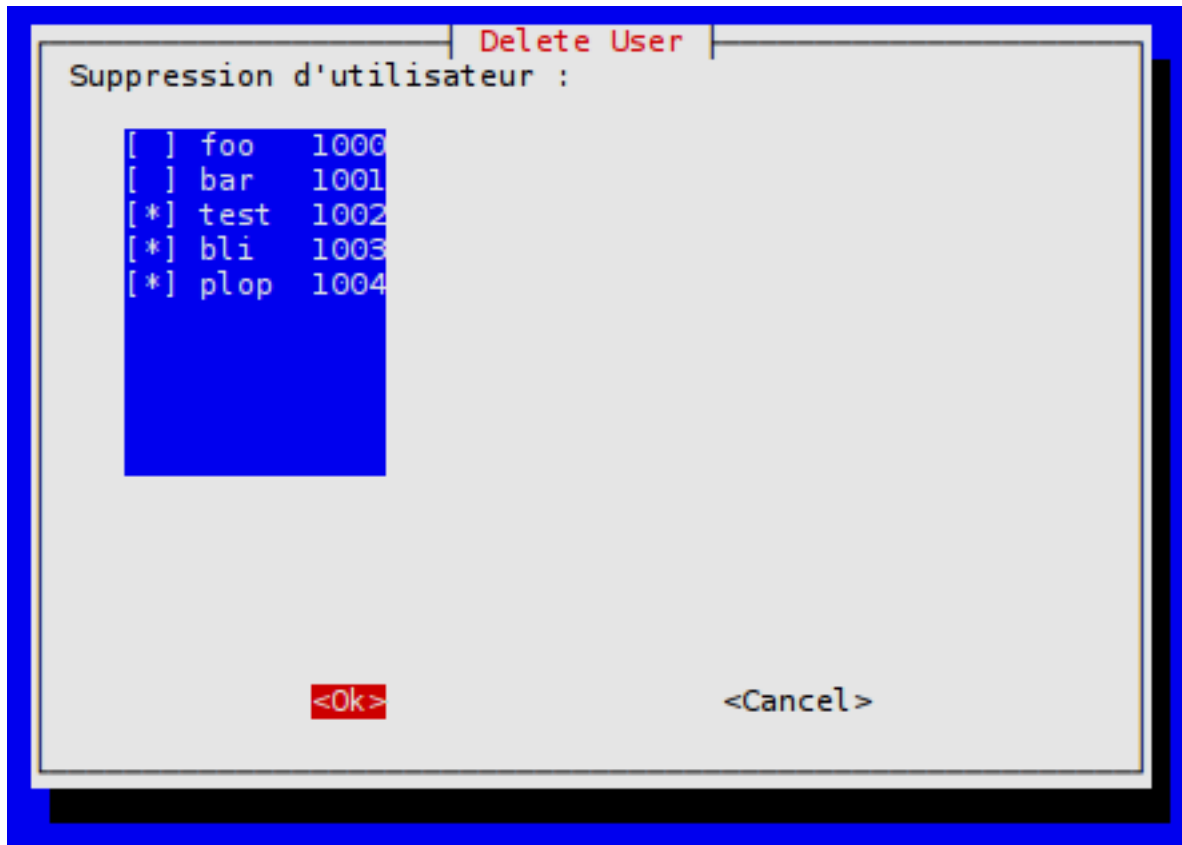 Delete User
Suppression d'utilisateur :
[ ] foo 1000
[ ] bar 1001
[*] test 1002
[*] bli 1003
[*] plop 1004
<Ok> <Cancel>